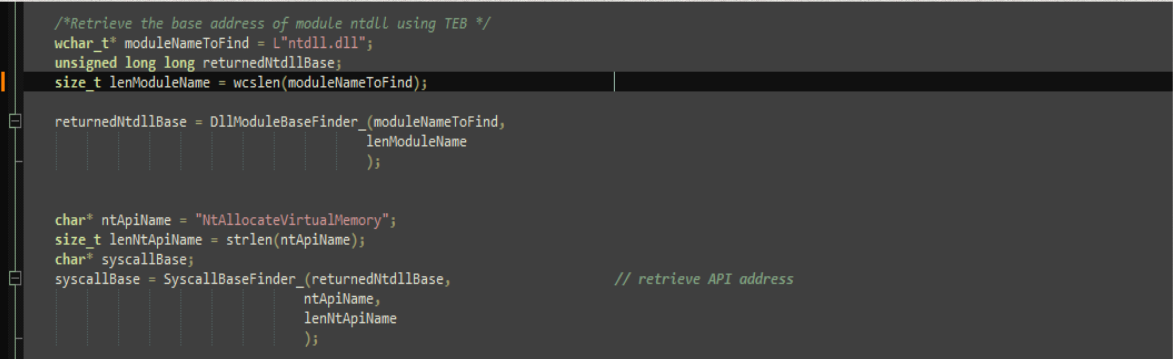 /*Retrieve the base address of module ntdll using TEB */
wchar_t* moduleNameToFind = L"ntdll.dll";
unsigned long long returnedNtdllBase;
size_t lenModuleName = wcslen(moduleNameToFind);
returnedNtdllBase = DllModuleBaseFinder_(moduleNameToFind,
lenModuleName
);
char* ntApiName = "NtAllocateVirtualMemory";
size_t lenNtApiName = strlen(ntApiName);
char* syscallBase;
syscallBase = SyscallBaseFinder_(returnedNtdllBase, // retrieve API address
ntApiName,
lenNtApiName
);